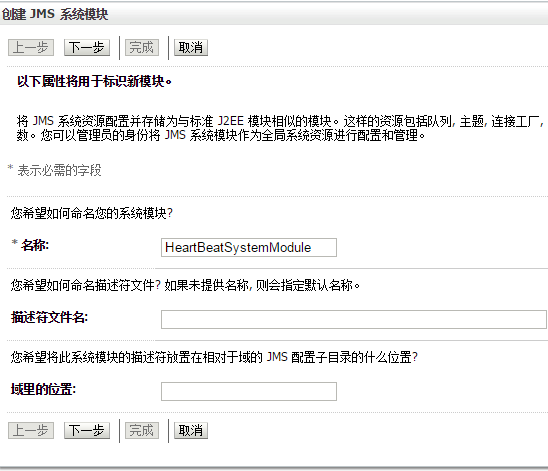 创建 JMS 系统模块
上一步 下一步 完成 取消
以下属性将用于标识新模块。
将 JMS 系统资源配置并存储为与标准 J2EE 模块相似的模块。这样的资源包括队列, 主题, 连接工厂,
数。您可以管理员的身份将 JMS 系统模块作为全局系统资源进行配置和管理。
* 表示必需的字段
您希望如何命名您的系统模块?
* 名称: HeartBeatSystemModule
您希望如何命名描述符文件? 如果未提供名称, 则会指定默认名称。
描述符文件名:
您希望将此系统模块的描述符放置在相对于域的 JMS 配置子目录的什么位置?
域里的位置:
上一步 下一步 完成 取消